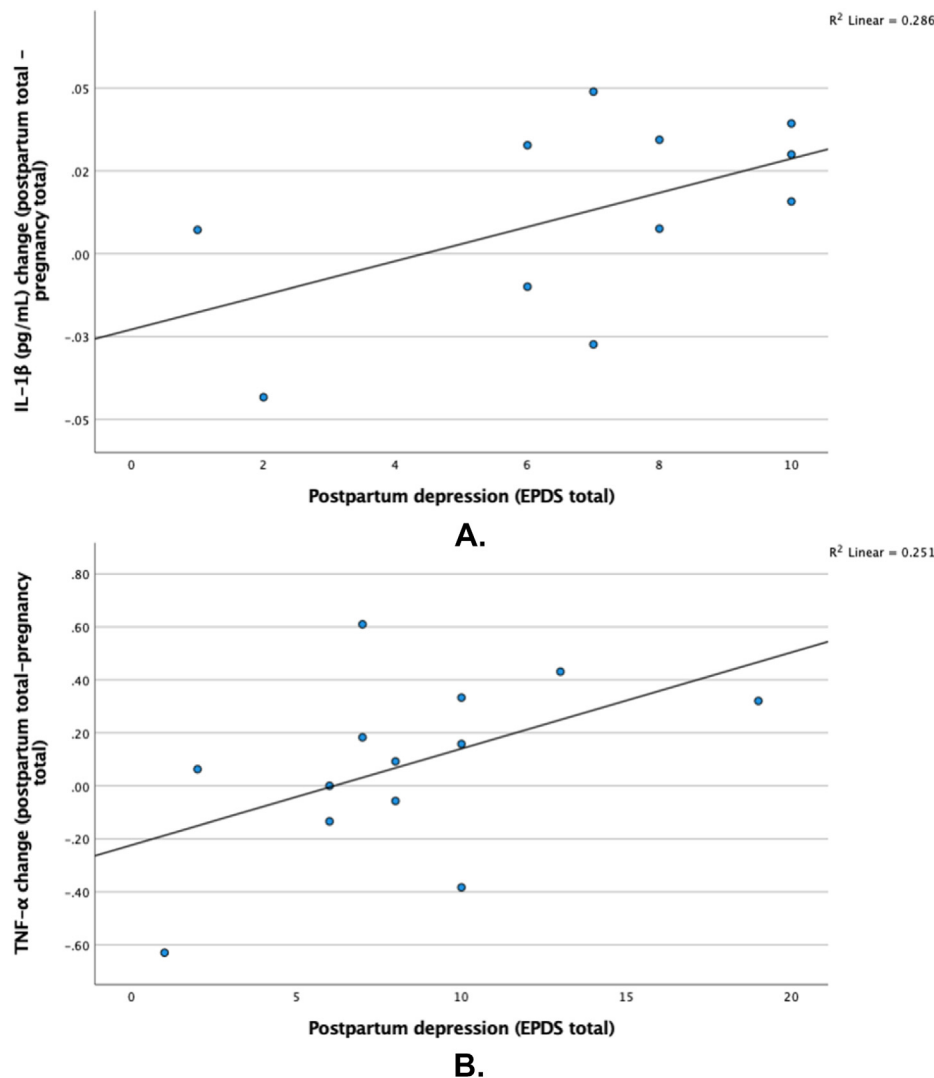 R² Linear = 0.286
IL-1β (pg/mL) change (postpartum total –
pregnancy total)
.05
.02
.00
-.03
-.05
0 2 4 6 8 10
Postpartum depression (EPDS total)
A.
R² Linear = 0.251
TNF-α change (postpartum total-pregnancy
total)
.80
.60
.40
.20
.00
-.20
-.40
-.60
0 5 10 15 20
Postpartum depression (EPDS total)
B.